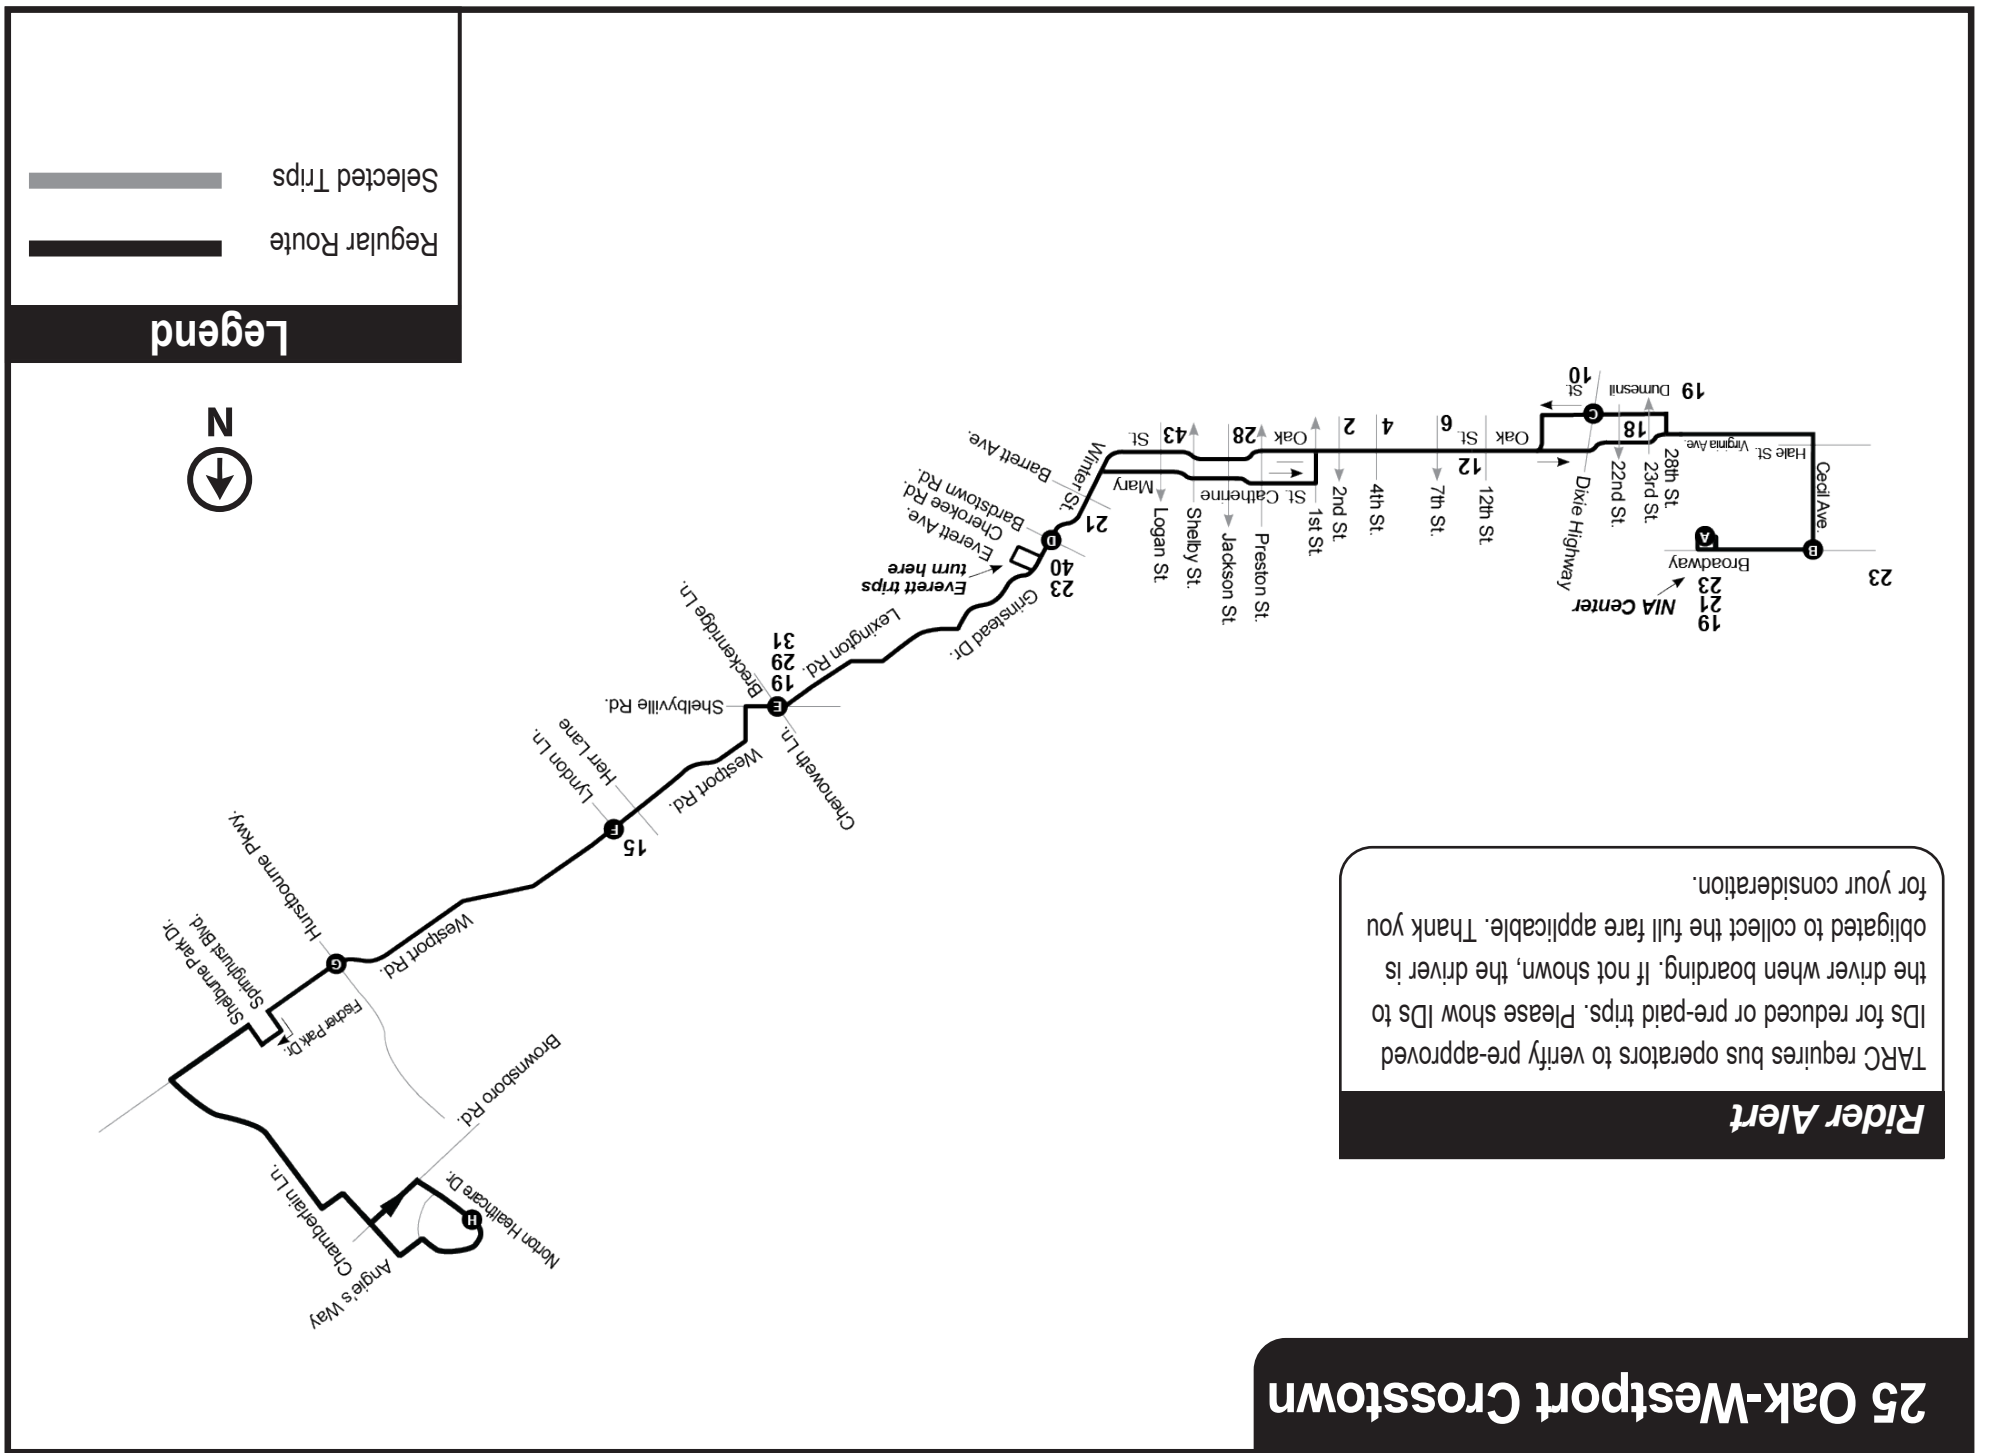 25 Oak-Westport Crosstown
Rider Alert
TARC requires bus operators to verify pre-approved
IDs for reduced or pre-paid trips. Please show IDs to
the driver when boarding. If not shown, the driver is
obligated to collect the full fare applicable. Thank you
for your consideration.
Angie's Way
Chamberlain Ln.
Norton Healthcare Dr.
H
Brownsboro Rd.
Fischer Park Dr.
Shelburne Park Dr.
Springhurst Blvd.
G
Hurstbourne Pkwy.
Westport Rd.
15
F
Lyndon Ln.
Herr Lane
Westport Rd.
Chenoweth Ln.
Shelbyville Rd.
E
19
29
31
Breckenridge Ln.
Lexington Rd.
Grinstead Dr.
23
40
D
Everett trips
turn here
Everett Ave.
Cherokee Rd.
Bardstown Rd.
21
Barrett Ave.
Winter St.
19
21
23
NIA Center
23
B
Broadway
A
Cecil Ave.
Hale St.
Virginia Ave.
28th St.
23rd St.
22nd St.
Dixie Highway
12th St.
7th St.
4th St.
2nd St.
1st St.
Preston St.
Jackson St.
Shelby St.
Logan St.
St. Catherine
Mary
18
C
19
Dumesnil
St.
10
12
Oak
St.
6
4
2
Oak
28
43
St.
N
Legend
Regular Route
Selected Trips